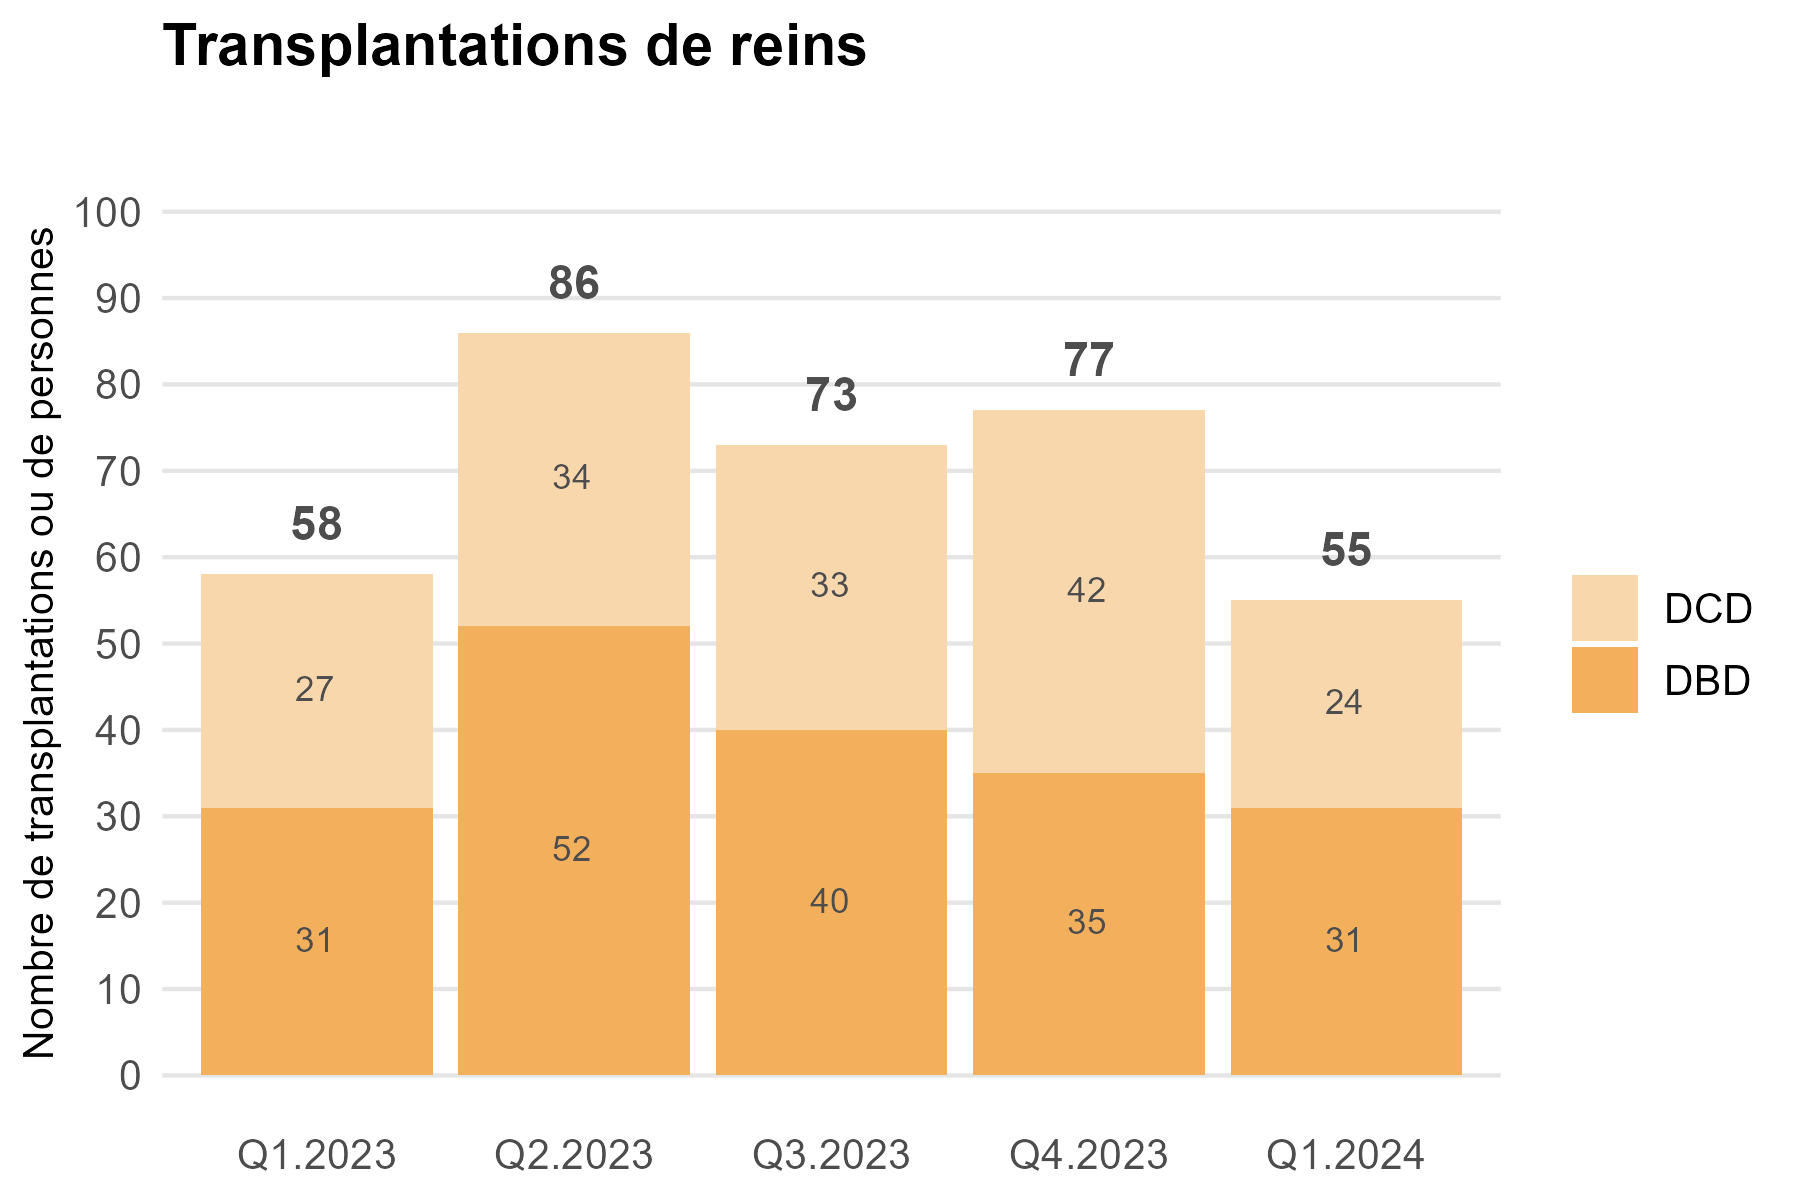 Transplantations de reins
Nombre de transplantations ou de personnes
100
90
80
70
60
50
40
30
20
10
0
58
27
31
86
34
52
73
33
40
77
42
35
55
24
31
Q1.2023
Q2.2023
Q3.2023
Q4.2023
Q1.2024
DCD
DBD